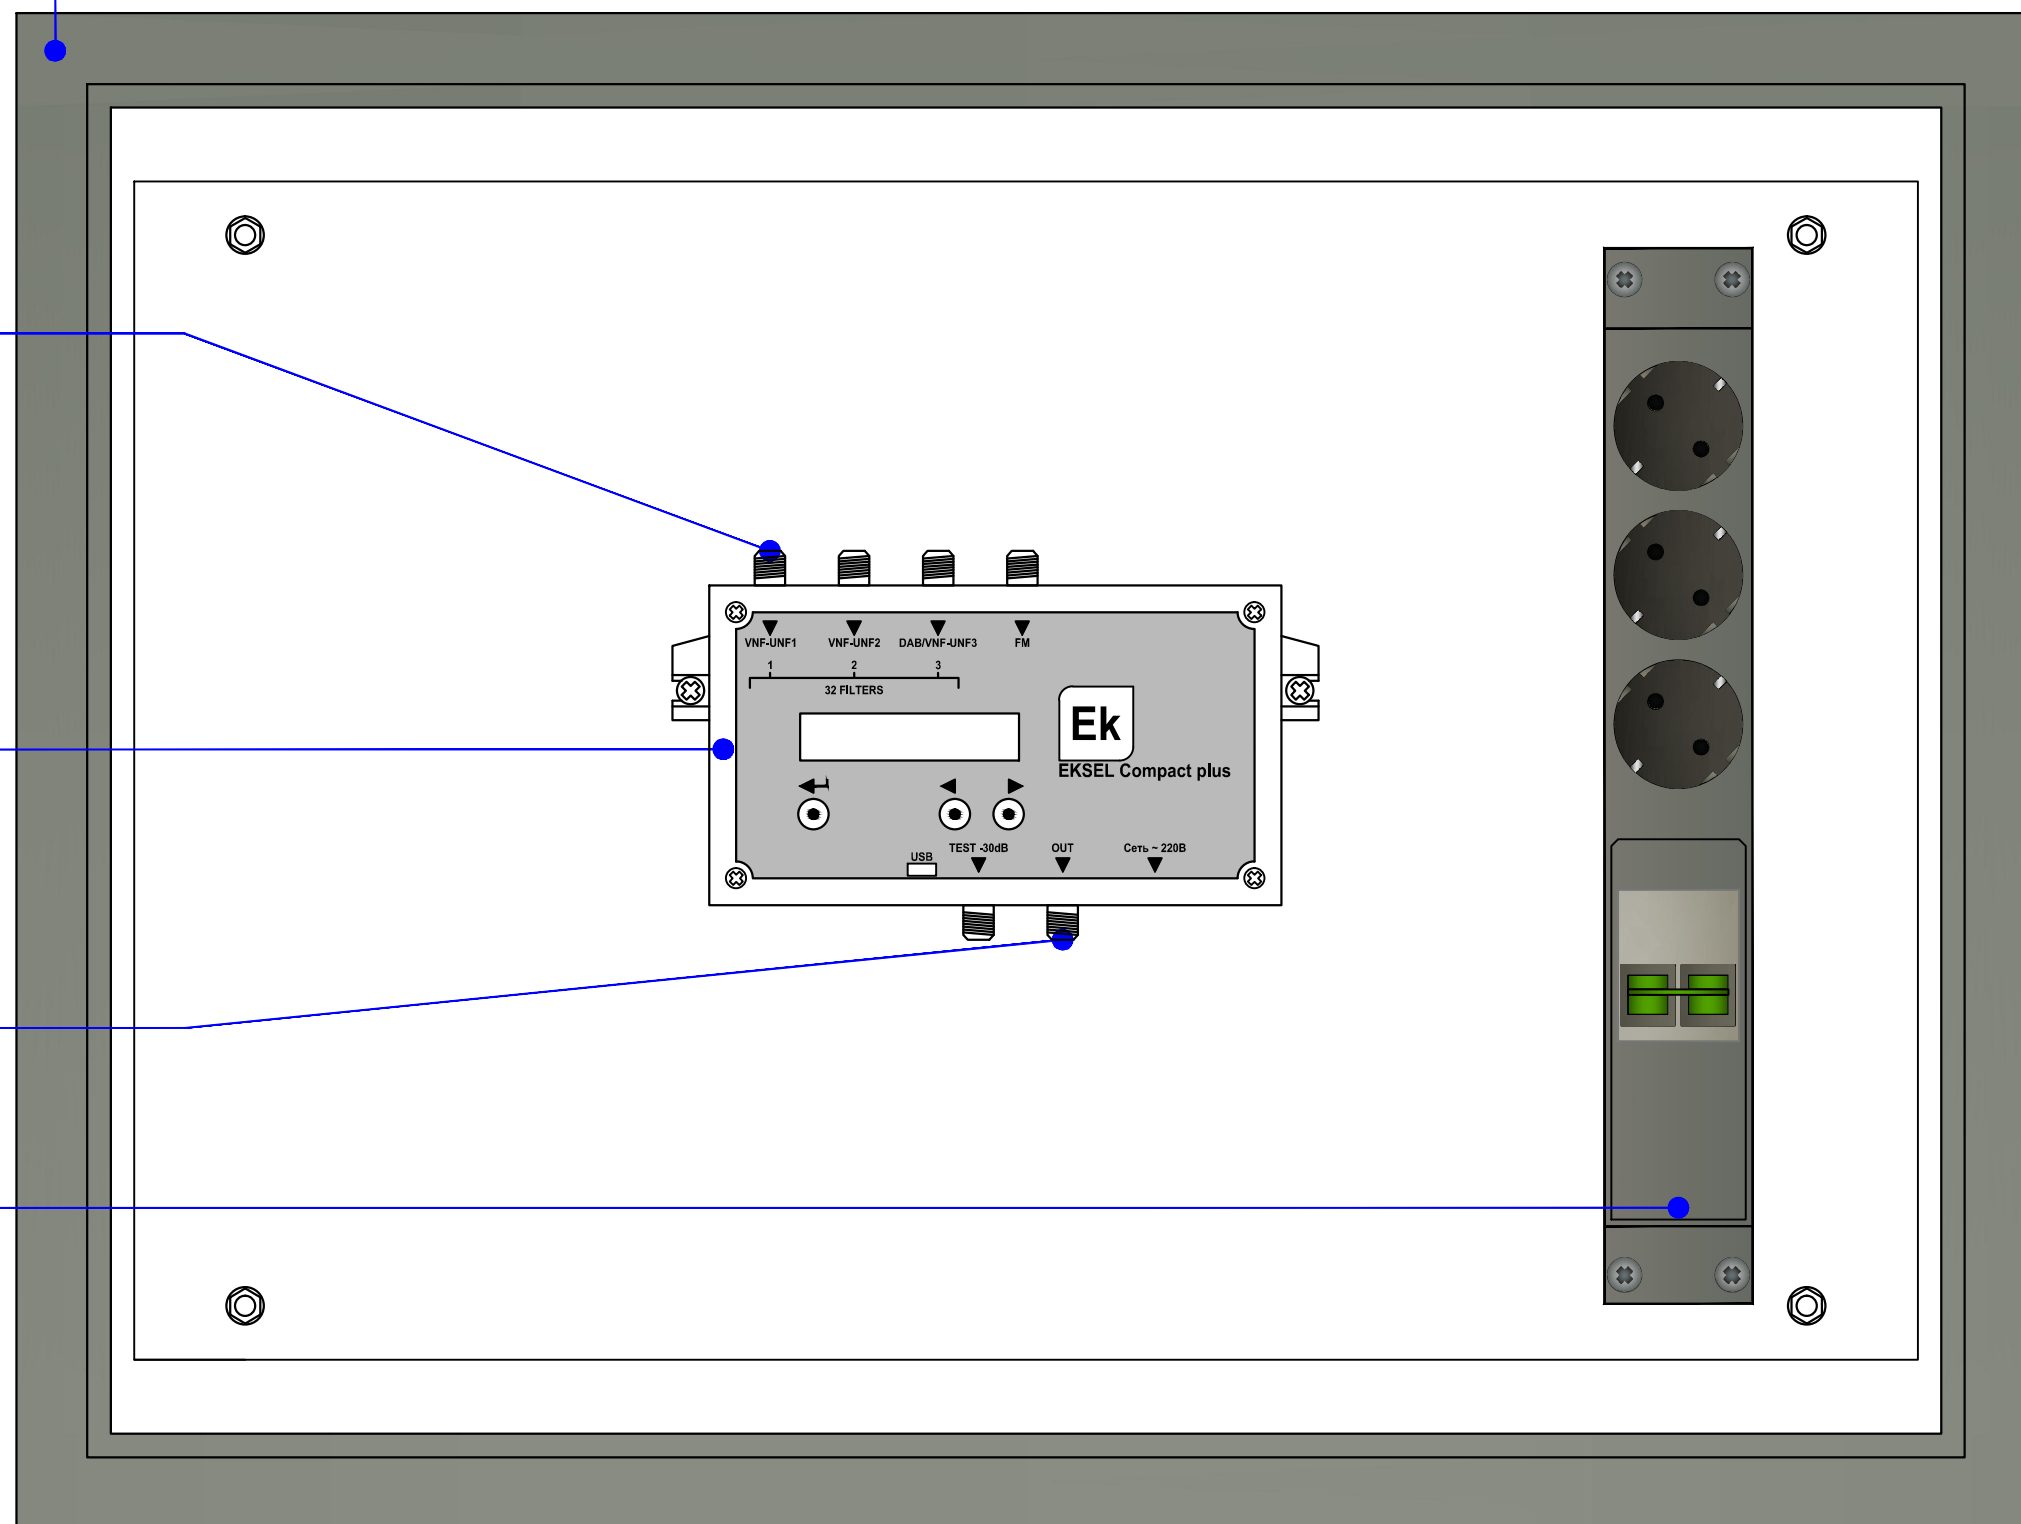 VNF-UNF1 VNF-UNF2 DAB/VNF-UNF3 FM
1 2 3
32 FILTERS
Ek
EKSEL Compact plus
TEST -30dB OUT Сеть ~ 220В
USB